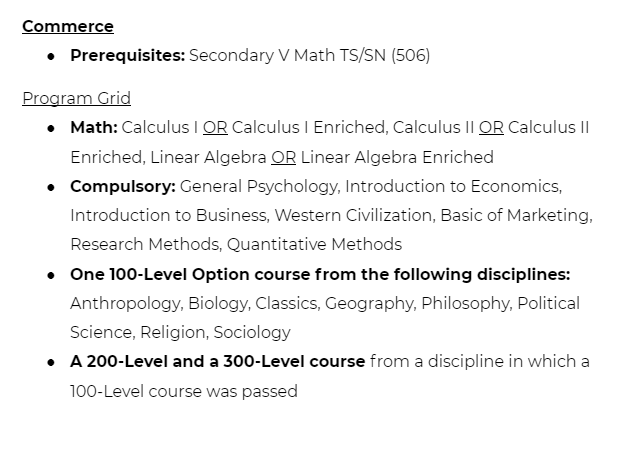 Commerce
• Prerequisites: Secondary V Math TS/SN (506)
Program Grid
• Math: Calculus I OR Calculus I Enriched, Calculus II OR Calculus II
Enriched, Linear Algebra OR Linear Algebra Enriched
• Compulsory: General Psychology, Introduction to Economics,
Introduction to Business, Western Civilization, Basic of Marketing,
Research Methods, Quantitative Methods
• One 100-Level Option course from the following disciplines:
Anthropology, Biology, Classics, Geography, Philosophy, Political
Science, Religion, Sociology
• A 200-Level and a 300-Level course from a discipline in which a
100-Level course was passed